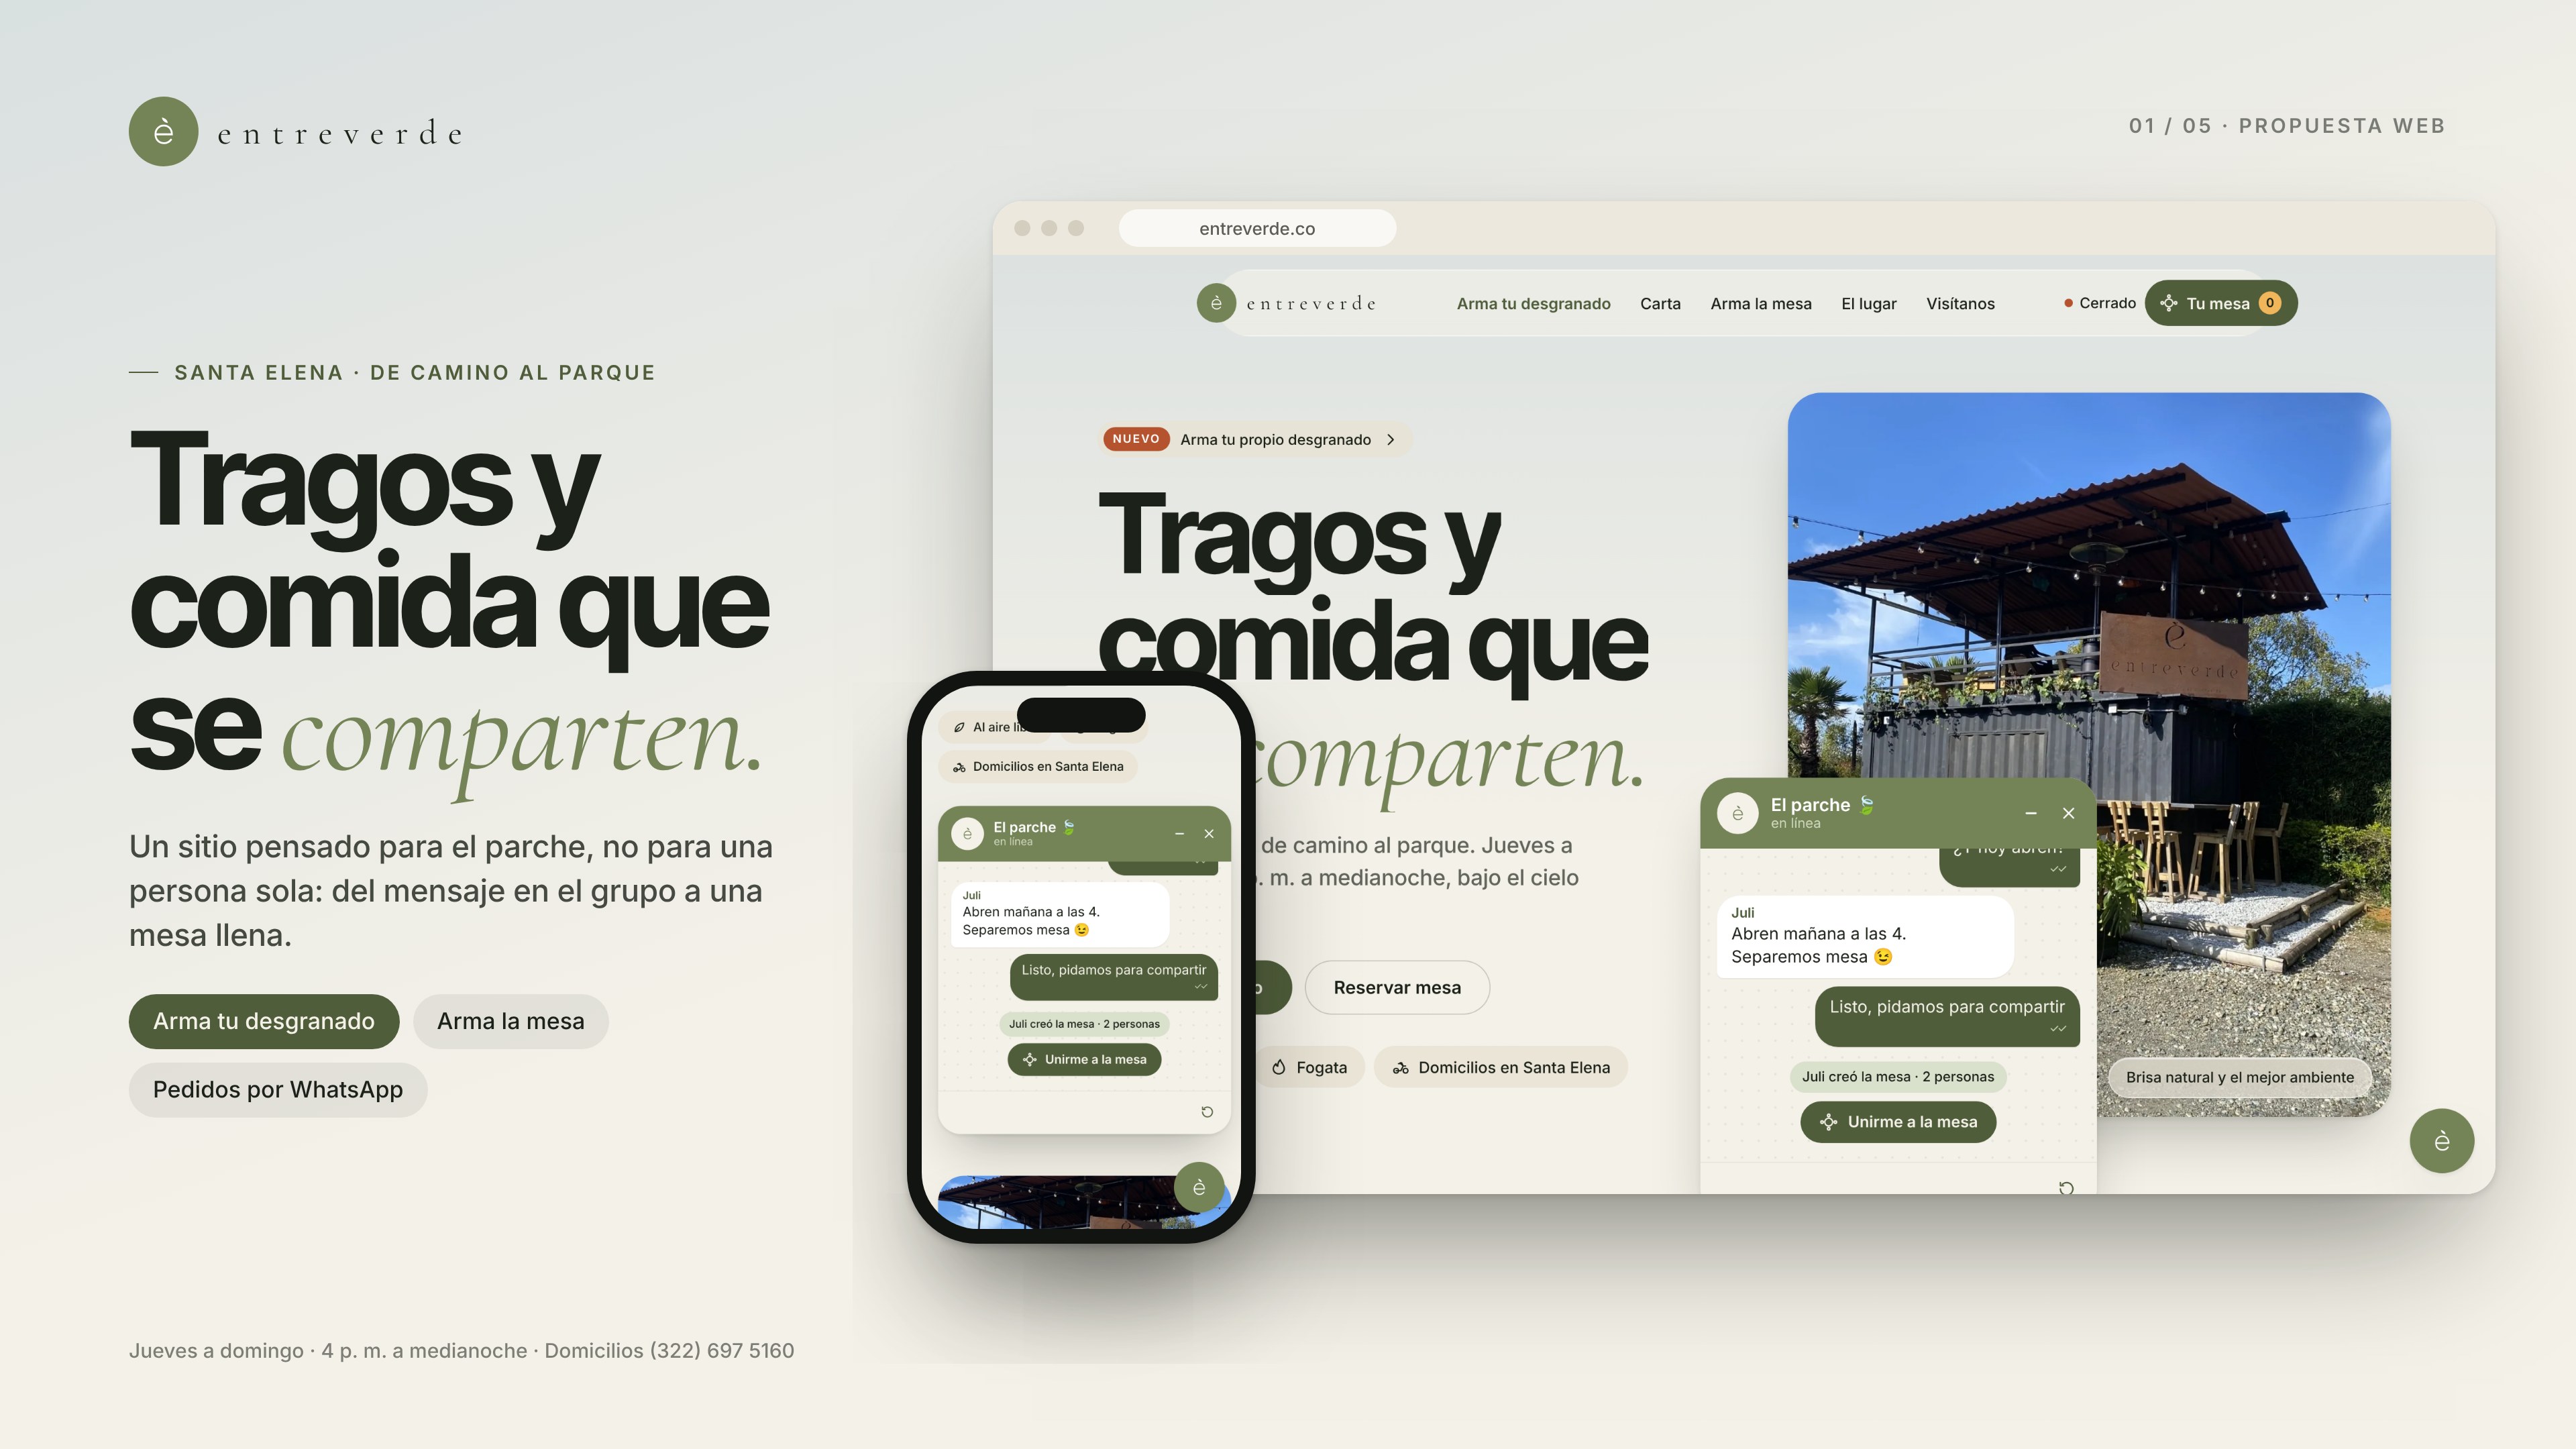 è entreverde
01 / 05 · PROPUESTA WEB
SANTA ELENA · DE CAMINO AL PARQUE
Tragos y
comida que
se comparten.
Un sitio pensado para el parche, no para una
persona sola: del mensaje en el grupo a una
mesa llena.
Arma tu desgranado
Arma la mesa
Pedidos por WhatsApp
Jueves a domingo · 4 p. m. a medianoche · Domicilios (322) 697 5160
entreverde.co
è entreverde
Arma tu desgranado
Carta
Arma la mesa
El lugar
Visítanos
Cerrado
Tu mesa 0
NUEVO Arma tu propio desgranado
Tragos y
comida que
comparten.
de camino al parque. Jueves a
p. m. a medianoche, bajo el cielo
Reservar mesa
Fogata
Domicilios en Santa Elena
è
entreverde
Brisa natural y el mejor ambiente
è
è
El parche 🍃
en línea
¿Y hoy abren?
Juli
Abren mañana a las 4.
Separemos mesa 😉
Listo, pidamos para compartir
Juli creó la mesa · 2 personas
Unirme a la mesa
Al aire
Domicilios en Santa Elena
è
El parche 🍃
en línea
Juli
Abren mañana a las 4.
Separemos mesa 😉
Listo, pidamos para compartir
Juli creó la mesa · 2 personas
Unirme a la mesa
è